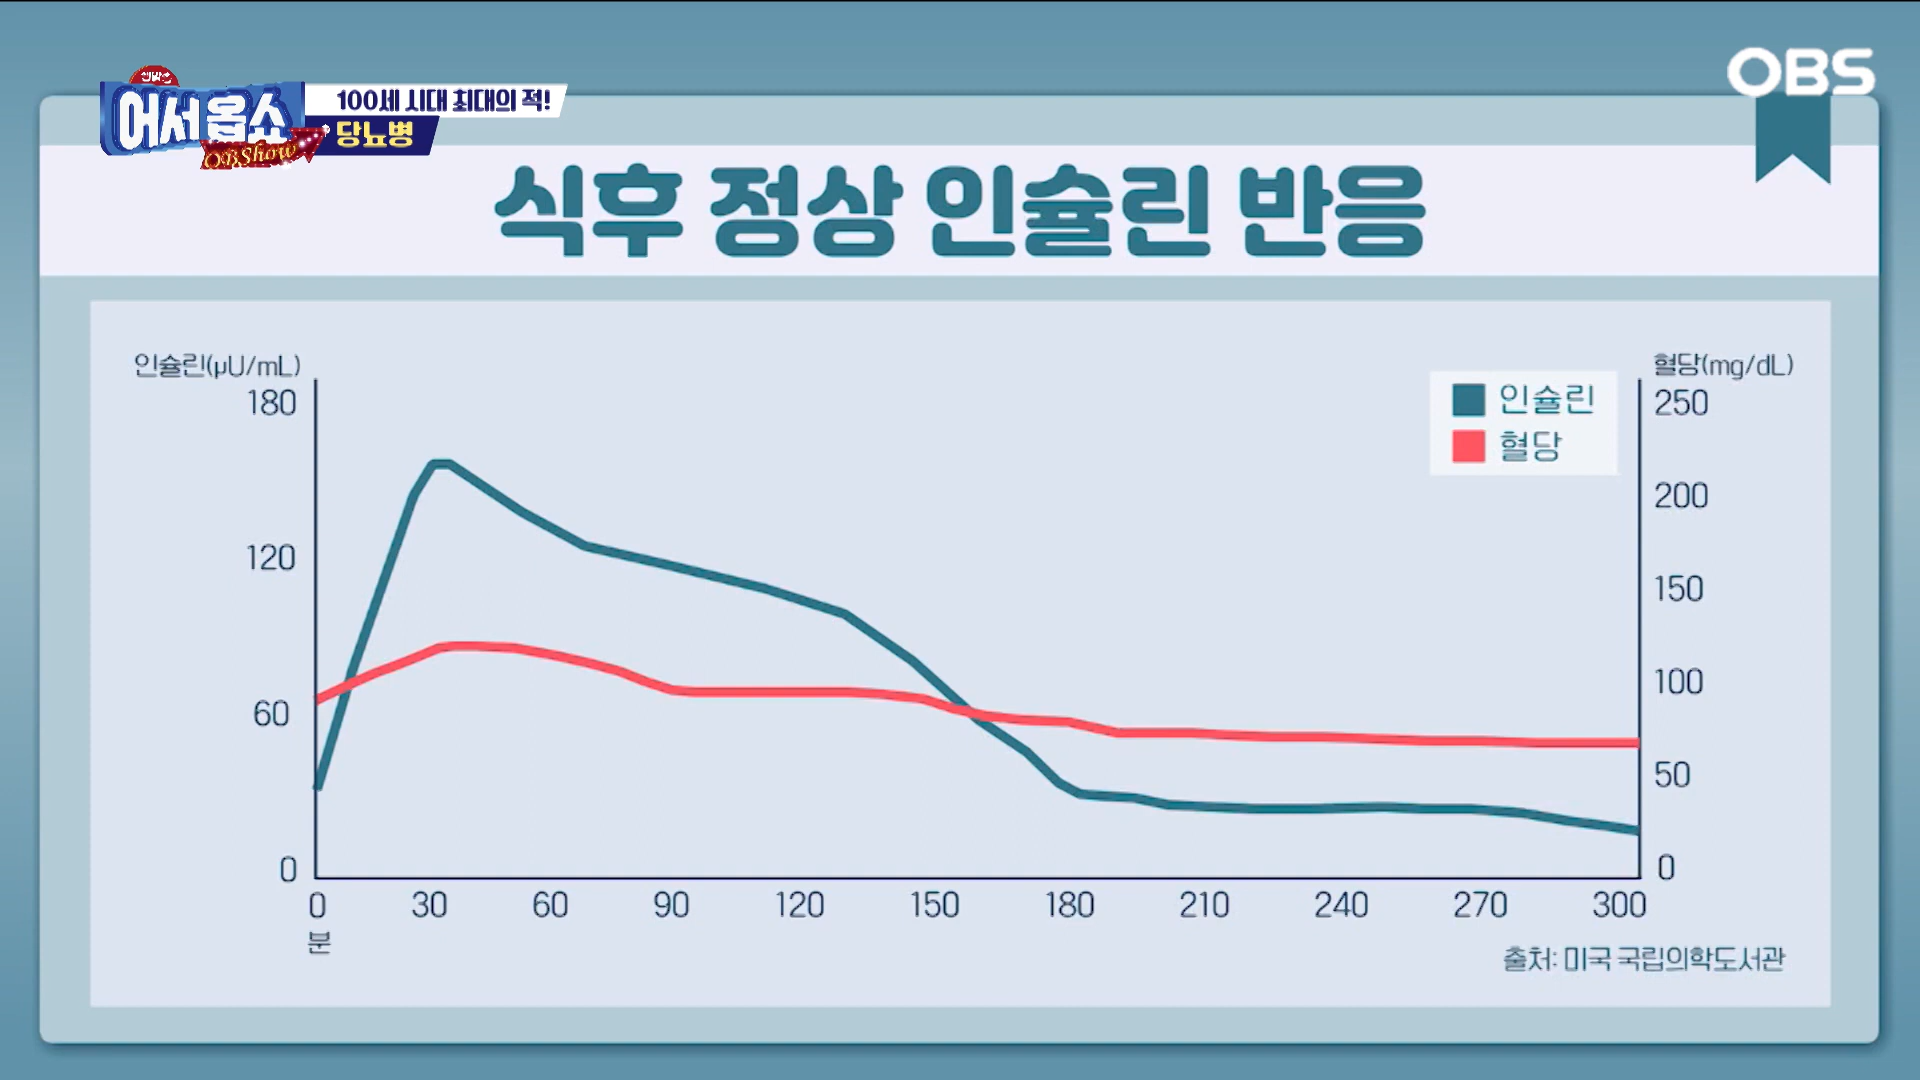 OBS
어서옵쇼
OBShow
100세 시대 최대의 적!
당뇨병
식후 정상 인슐린 반응
인슐린(μU/mL)
혈당(mg/dL)
인슐린
혈당
180
120
60
0
250
200
150
100
50
0
0 30 60 90 120 150 180 210 240 270 300
분
출처: 미국 국립의학도서관